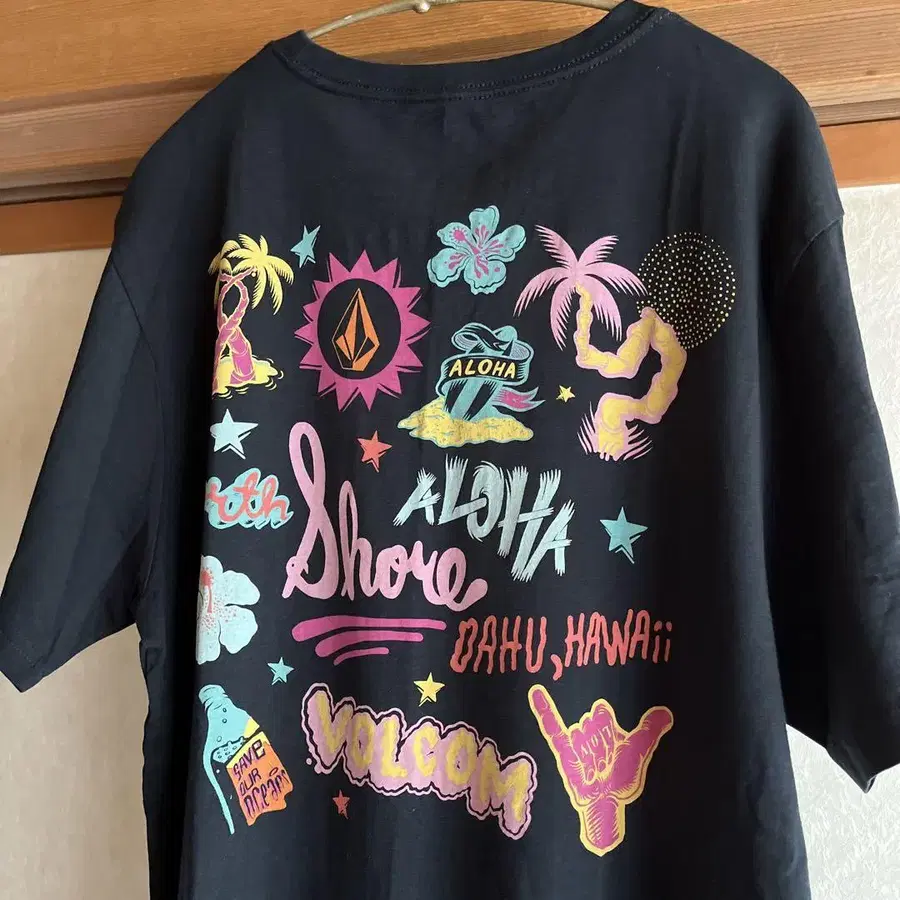 ALOHA
rth
Shore
ALOHA
OAHU, HAWAii
VOLCOM
SAVE
OUR
OCEANS